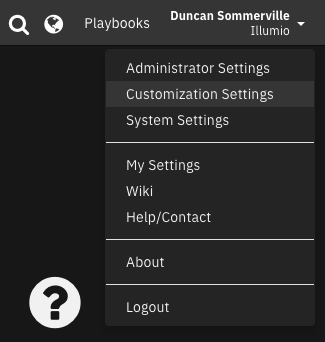 Playbooks
Duncan Sommerville
Illumio
Administrator Settings
Customization Settings
System Settings
My Settings
Wiki
Help/Contact
About
Logout
?